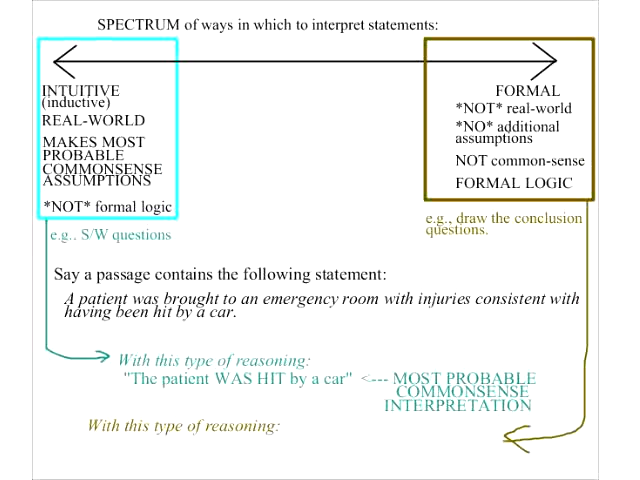 SPECTRUM of ways in which to interpret statements:
INTUITIVE
(inductive)
REAL-WORLD
MAKES MOST
PROBABLE
COMMONSENSE
ASSUMPTIONS
*NOT* formal logic
e.g.. S/W questions
FORMAL
*NOT* real-world
*NO* additional
assumptions
NOT common-sense
FORMAL LOGIC
e.g., draw the conclusion
questions.
Say a passage contains the following statement:
A patient was brought to an emergency room with injuries consistent with
having been hit by a car.
With this type of reasoning:
"The patient WAS HIT by a car" <--- MOST PROBABLE
COMMONSENSE
INTERPRETATION
With this type of reasoning: